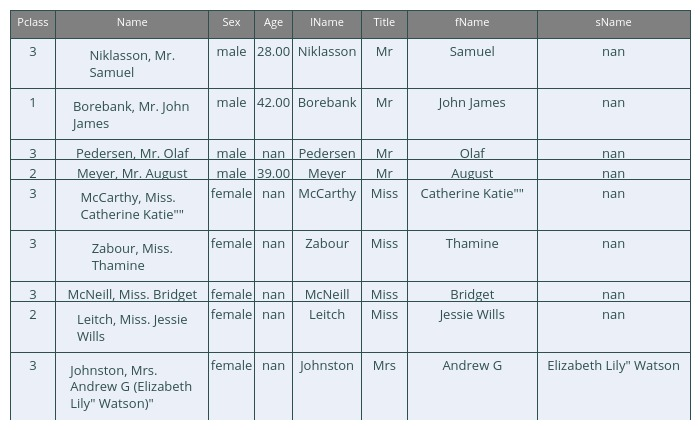 Pclass Name Sex Age lName Title fName sName
3 Niklasson, Mr. male 28.00 Niklasson Mr Samuel nan
Samuel
1 Borebank, Mr. John male 42.00 Borebank Mr John James nan
James
3 Pedersen, Mr. Olaf male nan Pedersen Mr Olaf nan
2 Meyer, Mr. August male 39.00 Meyer Mr August nan
3 McCarthy, Miss. female nan McCarthy Miss Catherine Katie"" nan
Catherine Katie""
3 Zabour, Miss. female nan Zabour Miss Thamine nan
Thamine
3 McNeill, Miss. Bridget female nan McNeill Miss Bridget nan
2 Leitch, Miss. Jessie female nan Leitch Miss Jessie Wills nan
Wills
3 Johnston, Mrs. female nan Johnston Mrs Andrew G Elizabeth Lily" Watson
Andrew G (Elizabeth
Lily" Watson)"